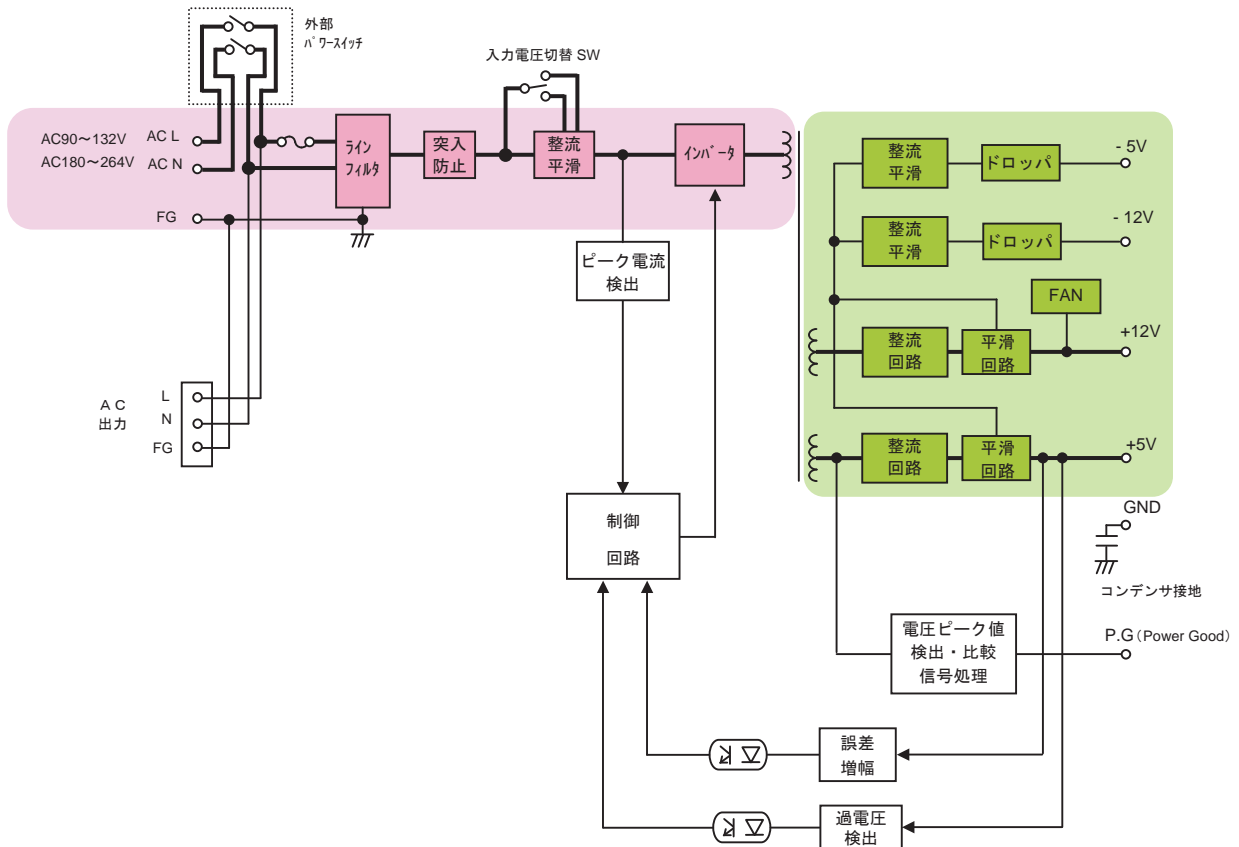 外部
ﾊﾟﾜｰｽｲｯﾁ
入力電圧切替 SW
AC90～132V
AC L
AC180～264V
AC N
FG
ﾗｲﾝ
ﾌｨﾙﾀ
突入
防止
整流
平滑
ｲﾝﾊﾞｰﾀ
整流
平滑
ドロッパ
- 5V
整流
平滑
ドロッパ
- 12V
ピーク電流
検出
FAN
整流
回路
平滑
回路
+12V
AC
出力
L
N
FG
整流
回路
平滑
回路
+5V
制御
回路
GND
コンデンサ接地
電圧ピーク値
検出・比較
信号処理
P.G（Power Good）
誤差
増幅
過電圧
検出